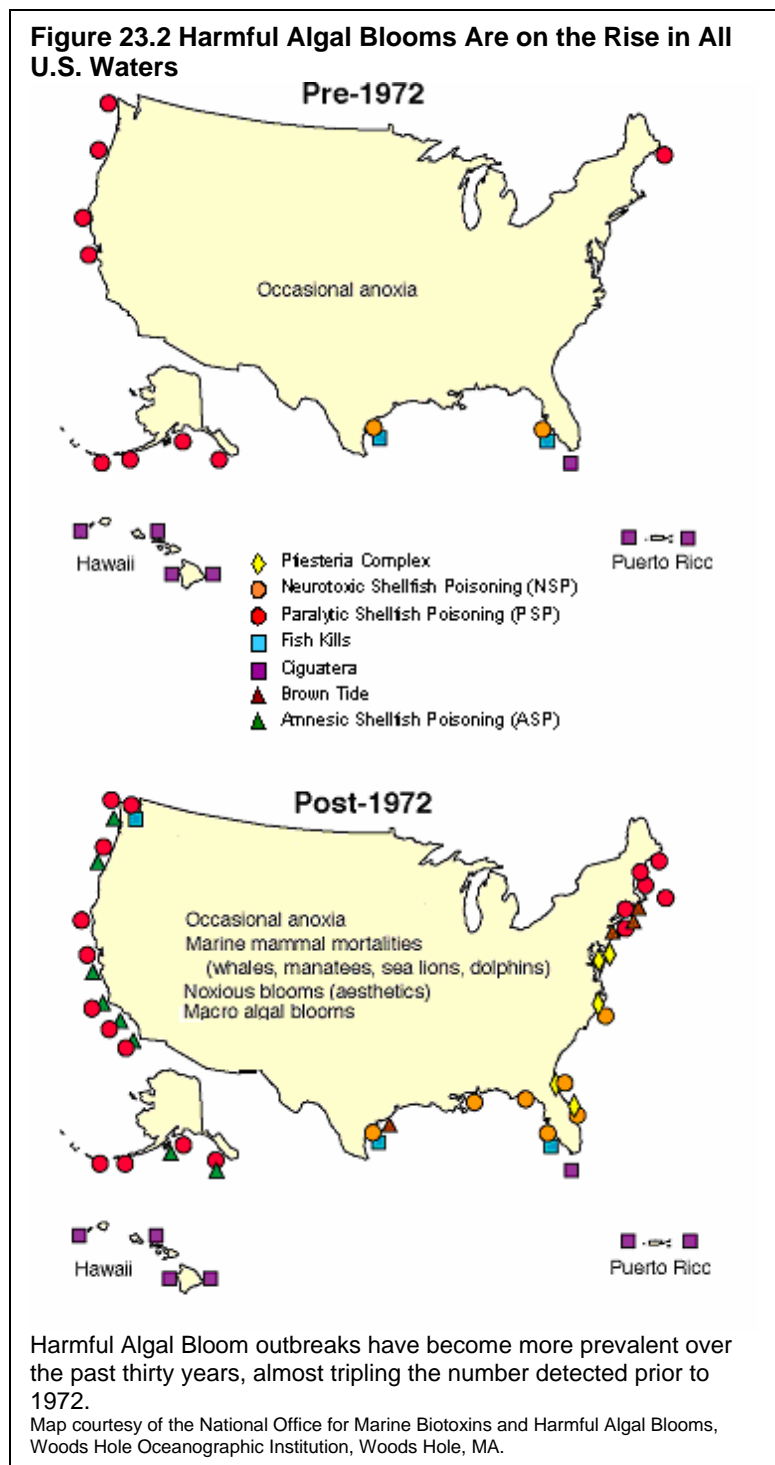 Figure 23.2 Harmful Algal Blooms Are on the Rise in All
U.S. Waters
Pre-1972
Occasional anoxia
Hawaii
Puerto Rico
Pfiesteria Complex
Neurotoxic Shellfish Poisoning (NSP)
Paralytic Shellfish Poisoning (PSP)
Fish Kills
Ciguatera
Brown Tide
Amnesic Shellfish Poisoning (ASP)
Post-1972
Occasional anoxia
Marine mammal mortalities
(whales, manatees, sea lions, dolphins)
Noxious blooms (aesthetics)
Macro algal blooms
Hawaii
Puerto Rico
Harmful Algal Bloom outbreaks have become more prevalent over
the past thirty years, almost tripling the number detected prior to
1972.
Map courtesy of the National Office for Marine Biotoxins and Harmful Algal Blooms,
Woods Hole Oceanographic Institution, Woods Hole, MA.